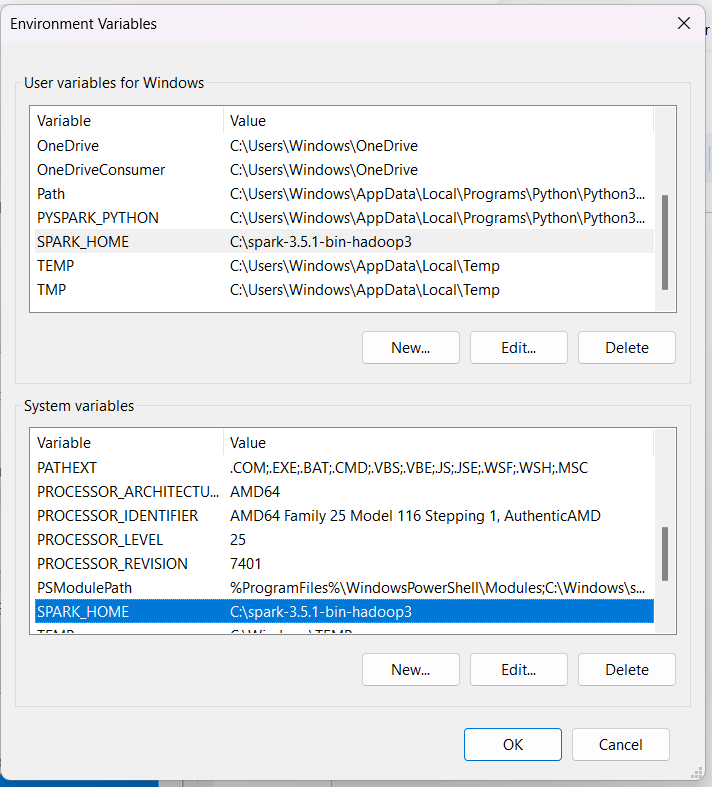 Environment Variables
User variables for Windows
Variable Value
OneDrive C:\Users\Windows\OneDrive
OneDriveConsumer C:\Users\Windows\OneDrive
Path C:\Users\Windows\AppData\Local\Programs\Python\Python3...
PYSPARK_PYTHON C:\Users\Windows\AppData\Local\Programs\Python\Python3...
SPARK_HOME C:\spark-3.5.1-bin-hadoop3
TEMP C:\Users\Windows\AppData\Local\Temp
TMP C:\Users\Windows\AppData\Local\Temp
New... Edit... Delete
System variables
Variable Value
PATHEXT .COM;.EXE;.BAT;.CMD;.VBS;.VBE;.JS;.JSE;.WSF;.WSH;.MSC
PROCESSOR_ARCHITECTU... AMD64
PROCESSOR_IDENTIFIER AMD64 Family 25 Model 116 Stepping 1, AuthenticAMD
PROCESSOR_LEVEL 25
PROCESSOR_REVISION 7401
PSModulePath %ProgramFiles%\WindowsPowerShell\Modules;C:\Windows\s...
SPARK_HOME C:\spark-3.5.1-bin-hadoop3
New... Edit... Delete
OK Cancel